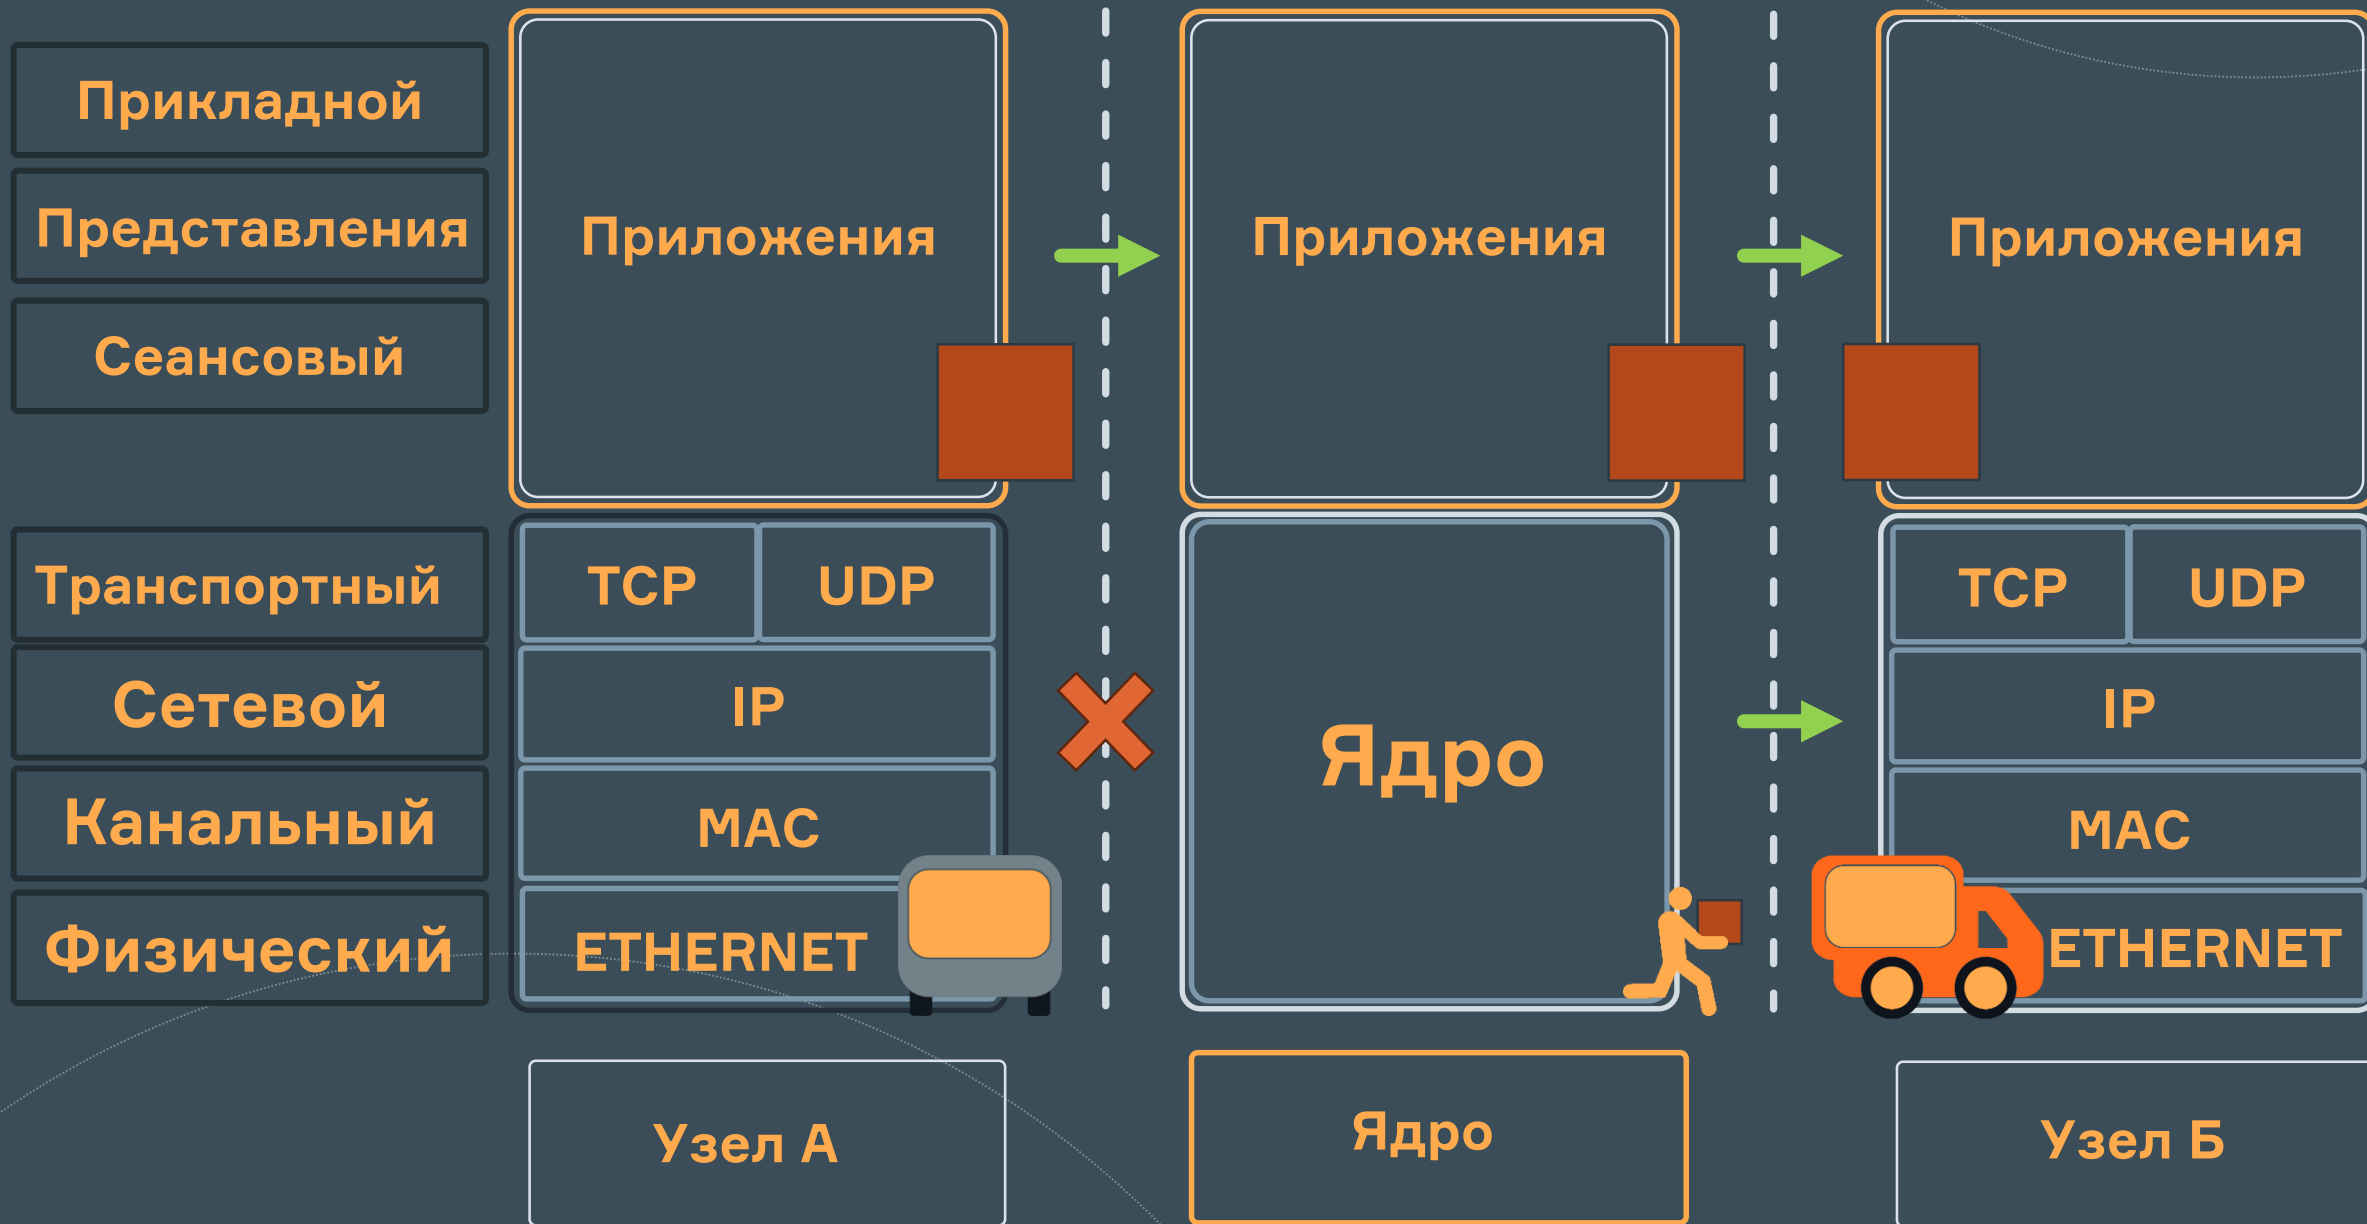 Прикладной
Представления
Сеансовый
Транспортный
Сетевой
Канальный
Физический
Приложения
TCP
UDP
IP
MAC
ETHERNET
Узел А
Приложения
Ядро
Ядро
Приложения
TCP
UDP
IP
MAC
ETHERNET
Узел Б